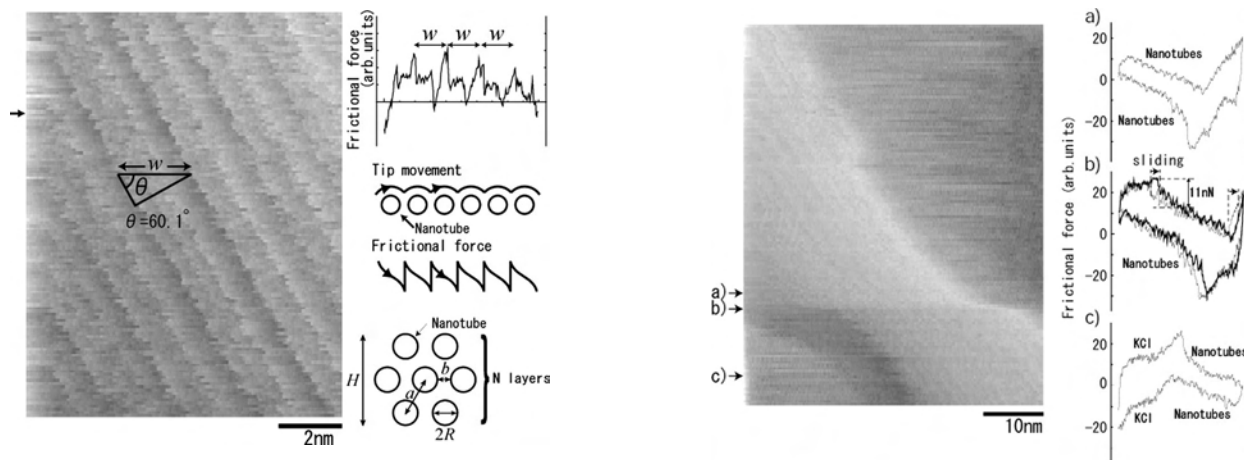 w
θ
θ=60.1°
2nm
Frictional force
(arb.units)
w w w
Tip movement
Nanotube
Frictional force
Nanotube
H
a
b
N layers
2R
a)
b)
c)
10nm
Frictional force (arb.units)
a)
20
0
-20
Nanotubes
Nanotubes
b)
sliding
20
0
-20
11nN
Nanotubes
c)
20
0
-20
KCl
Nanotubes
KCl
Nanotubes